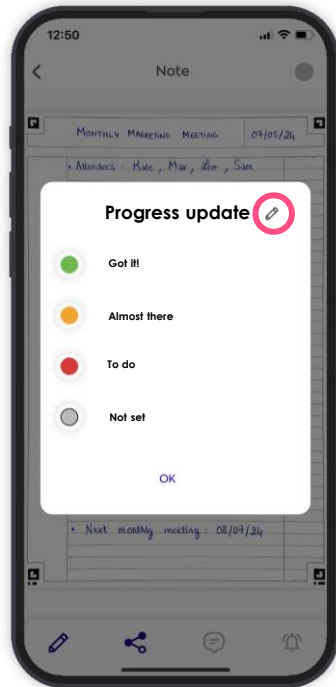 12:50
Note
MONTHLY MARKETING MEETING
07/05/24
• Attendees : Kate, Max, Len, Sam
Progress update
Got it!
Almost there
To do
Not set
OK
• Next monthly meeting : 08/07/24